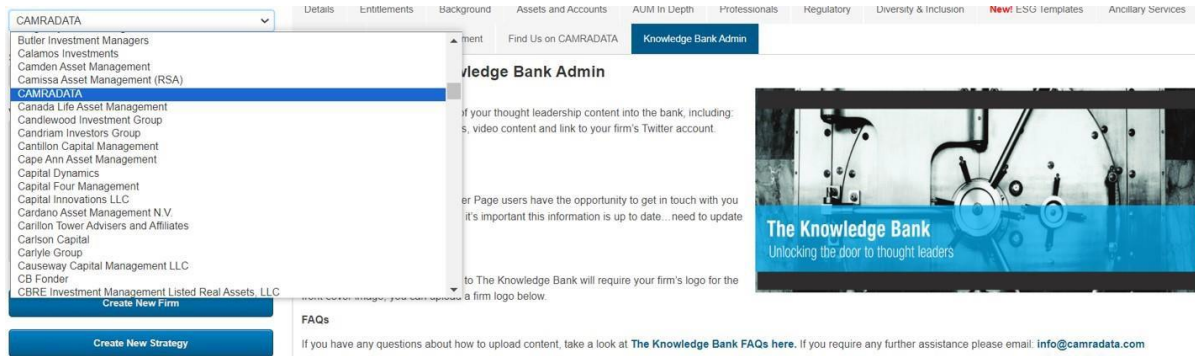 CAMRADATA
Butler Investment Managers
Calamos Investments
Camden Asset Management
Camissa Asset Management (RSA)
CAMRADATA
Canada Life Asset Management
Candlewood Investment Group
Candriam Investors Group
Cantillon Capital Management
Cape Ann Asset Management
Capital Dynamics
Capital Four Management
Capital Innovations LLC
Cardano Asset Management N.V.
Carillon Tower Advisers and Affiliates
Carlson Capital
Carlyle Group
Causeway Capital Management LLC
CB Fonder
CBRE Investment Management Listed Real Assets, LLC
Create New Firm
Create New Strategy
Details Entitlements Background Assets and Accounts AUM In Depth Professionals Regulatory Diversity & Inclusion New! ESG Templates Ancillary Services
Find Us on CAMRADATA Knowledge Bank Admin
Bank Admin
of your thought leadership content into the bank, including:
video content and link to your firm's Twitter account.
Page users have the opportunity to get in touch with you
it's important this information is up to date...need to update
to The Knowledge Bank will require your firm's logo for the
front cover image, you can upload a firm logo below.
FAQs
If you have any questions about how to upload content, take a look at The Knowledge Bank FAQs here. If you require any further assistance please email: info@camradata.com
The Knowledge Bank
Unlocking the door to thought leaders